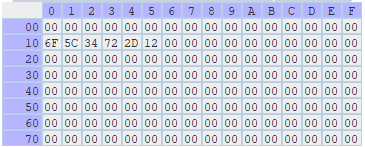 0 1 2 3 4 5 6 7 8 9 A B C D E F
00 00 00 00 00 00 00 00 00 00 00 00 00 00 00 00 00
10 6F 5C 34 72 2D 12 00 00 00 00 00 00 00 00 00 00
20 00 00 00 00 00 00 00 00 00 00 00 00 00 00 00 00
30 00 00 00 00 00 00 00 00 00 00 00 00 00 00 00 00
40 00 00 00 00 00 00 00 00 00 00 00 00 00 00 00 00
50 00 00 00 00 00 00 00 00 00 00 00 00 00 00 00 00
60 00 00 00 00 00 00 00 00 00 00 00 00 00 00 00 00
70 00 00 00 00 00 00 00 00 00 00 00 00 00 00 00 00